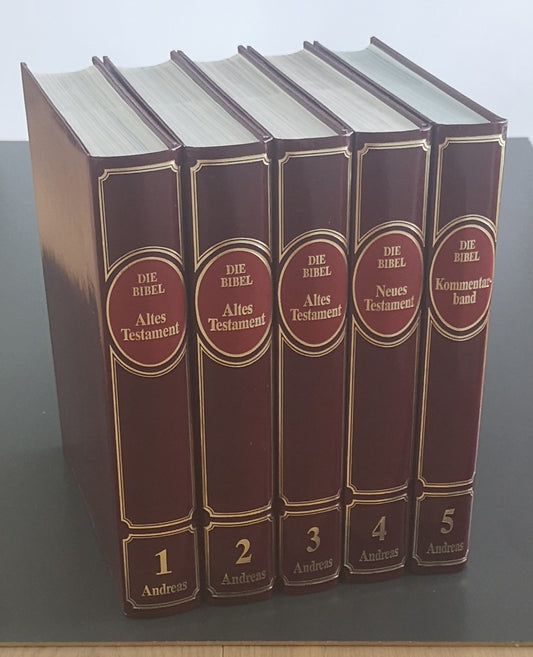 DIE
BIBEL
Altes
Testament
1
Andreas
DIE
BIBEL
Altes
Testament
2
Andreas
DIE
BIBEL
Altes
Testament
3
Andreas
DIE
BIBEL
Neues
Testament
4
Andreas
DIE
BIBEL
Kommentar-
band
5
Andreas